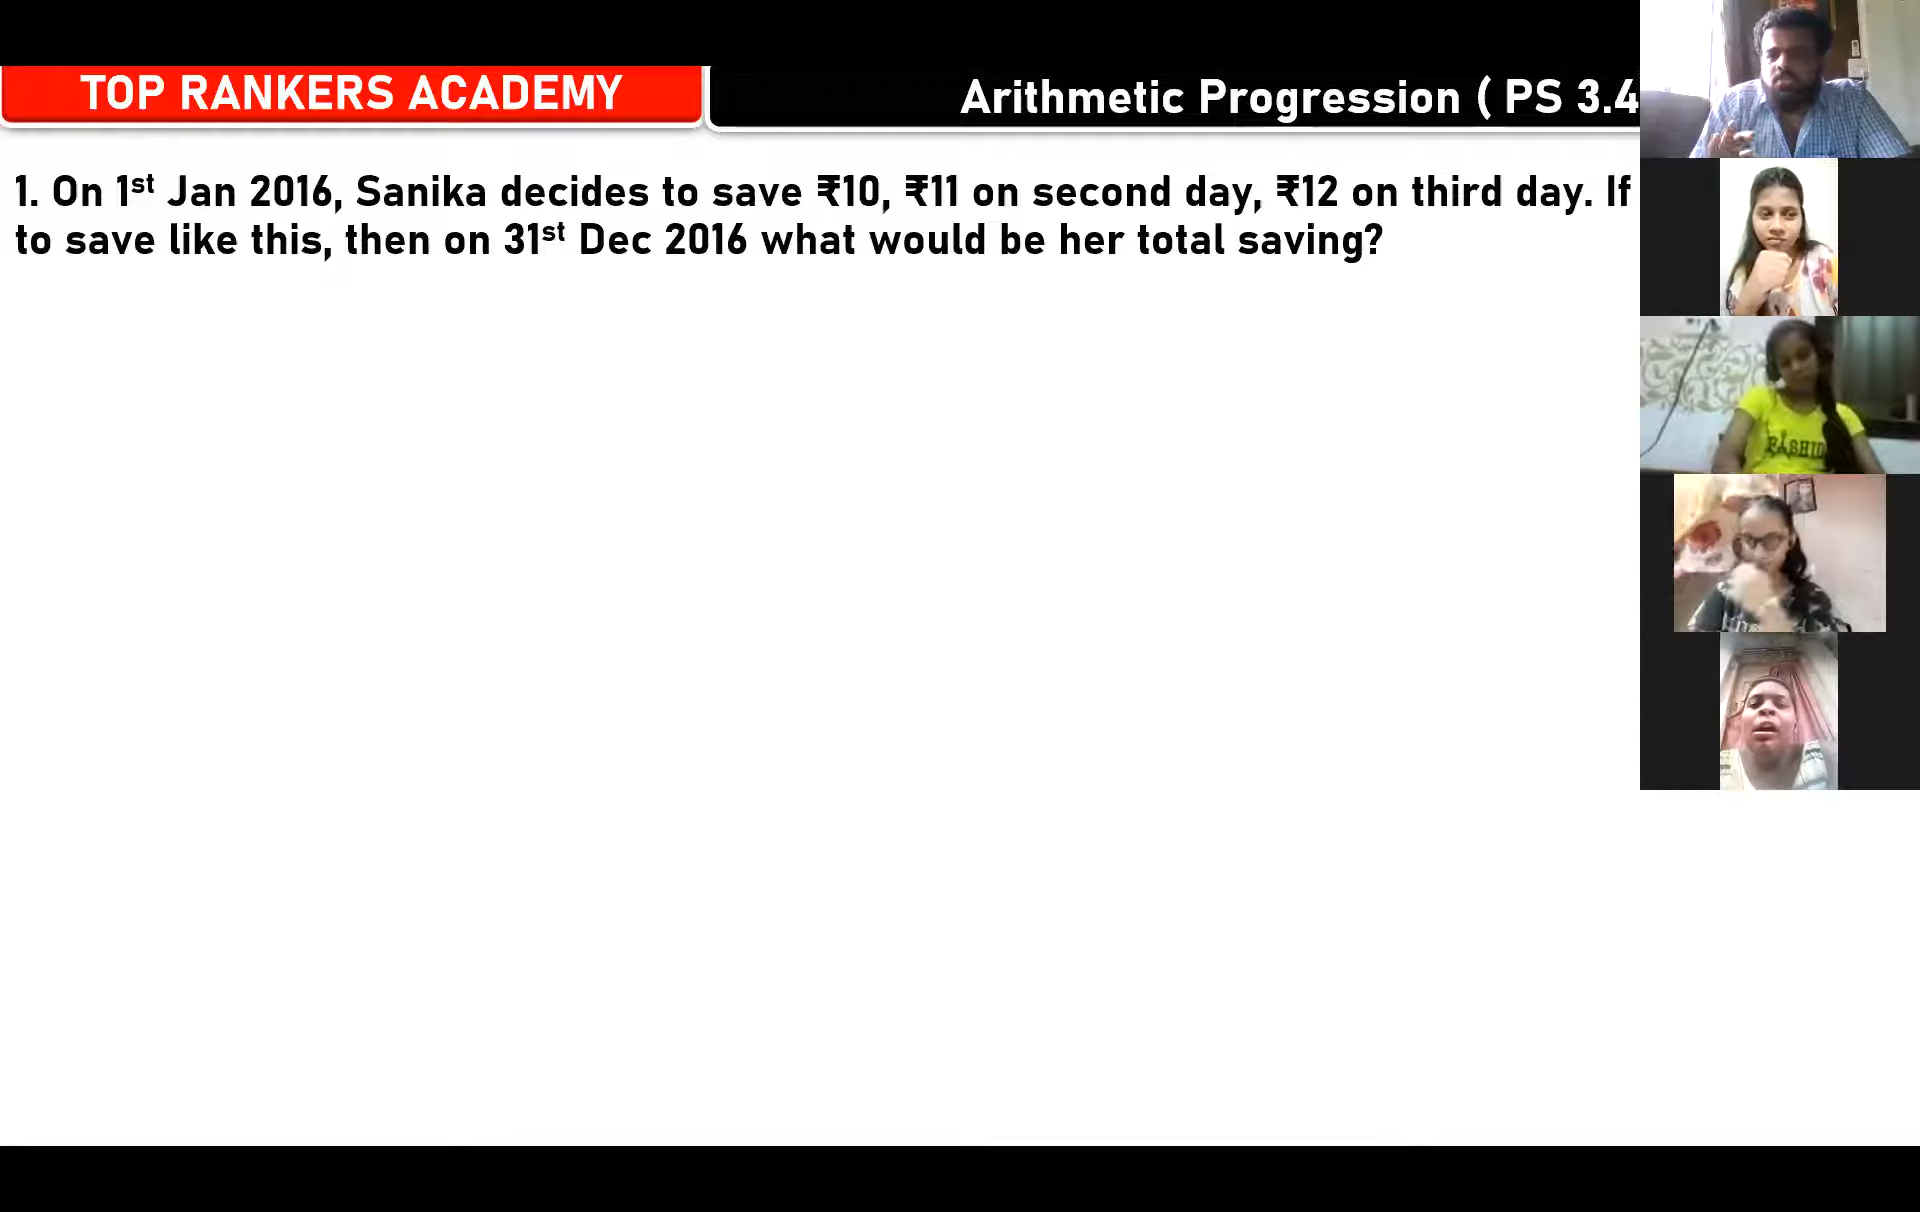 TOP RANKERS ACADEMY
Arithmetic Progression ( PS 3.4
1. On 1st Jan 2016, Sanika decides to save ₹10, ₹11 on second day, ₹12 on third day. If
to save like this, then on 31st Dec 2016 what would be her total saving?